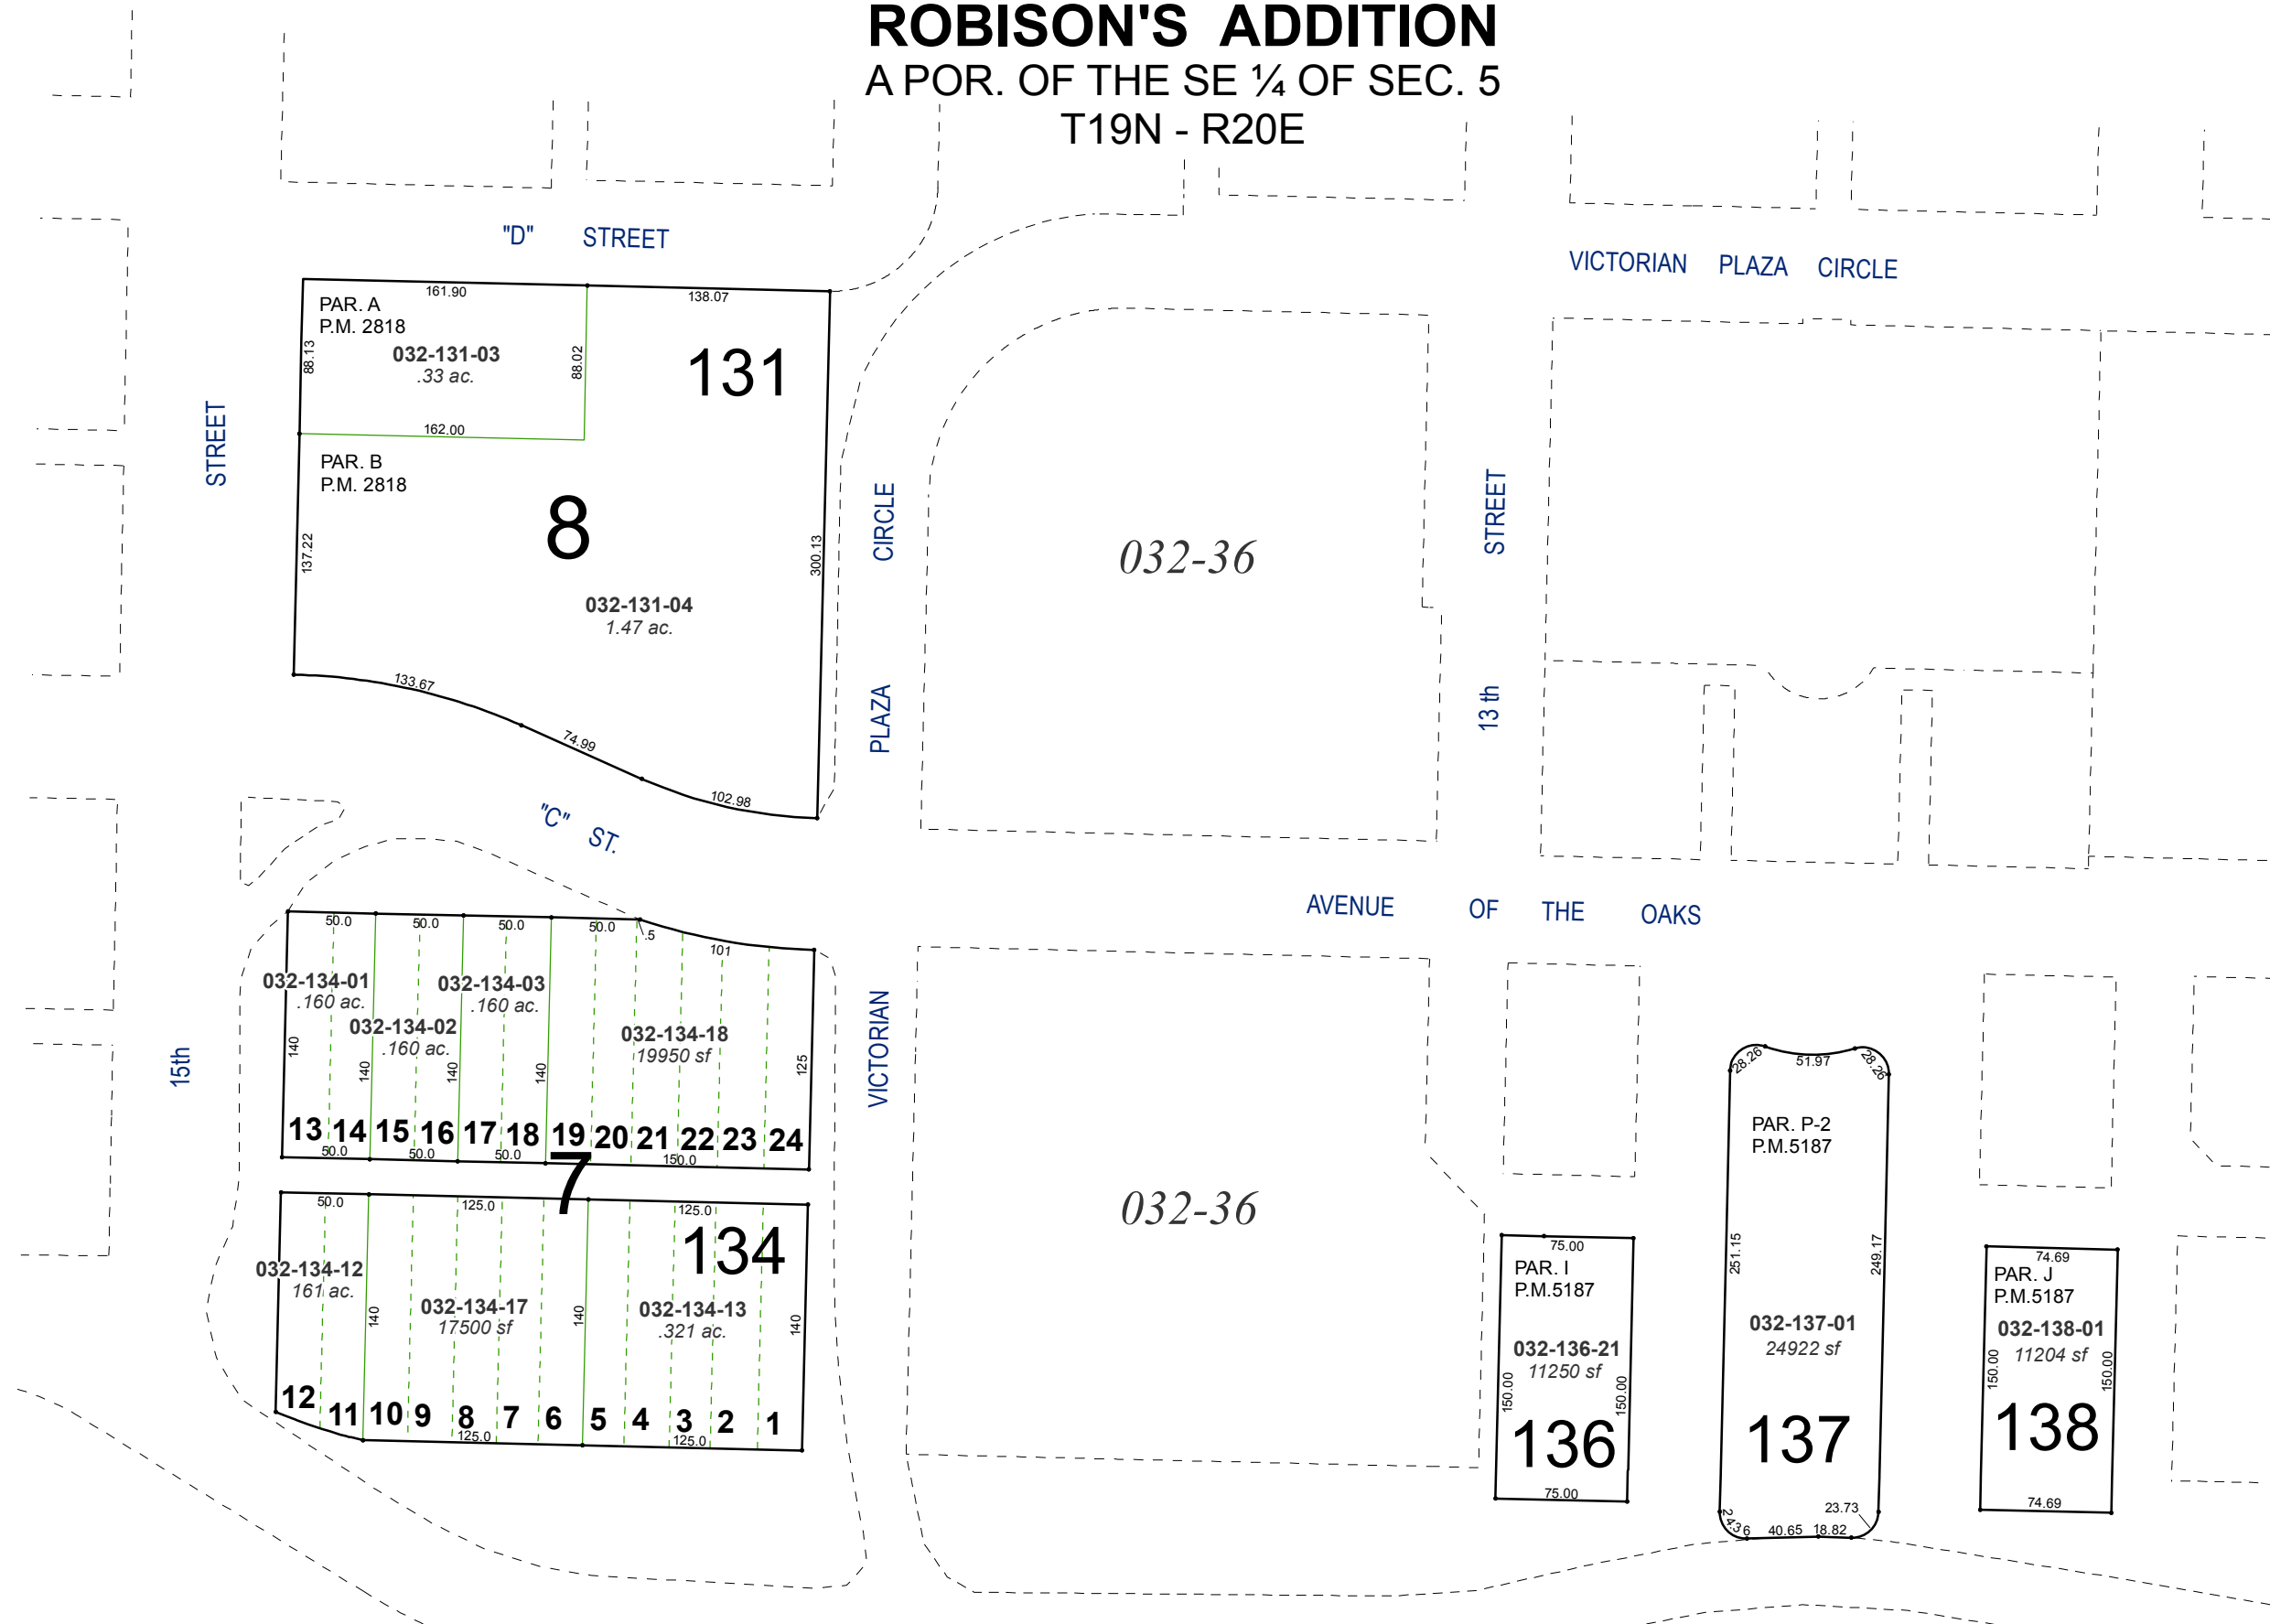 ROBISON'S ADDITION
A POR. OF THE SE ¼ OF SEC. 5
T19N - R20E
"D" STREET
VICTORIAN PLAZA CIRCLE
161.90
138.07
PAR. A
P.M. 2818
032-131-03
.33 ac.
88.13
88.02
131
162.00
STREET
PAR. B
P.M. 2818
8
137.22
300.13
032-131-04
1.47 ac.
133.67
74.99
102.98
CIRCLE
PLAZA
032-36
STREET
13 th
"C" ST.
AVENUE OF THE OAKS
50.0
50.0
50.0
50.0
.5
101
032-134-01
.160 ac.
032-134-03
.160 ac.
032-134-02
.160 ac.
032-134-18
19950 sf
140
140
140
140
125
15th
VICTORIAN
13 14 15 16 17 18 19 20 21 22 23 24
50.0
50.0
50.0
150.0
7
50.0
125.0
125.0
134
032-134-12
161 ac.
032-134-17
17500 sf
032-134-13
.321 ac.
140
140
140
12 11 10 9 8 7 6 5 4 3 2 1
125.0
125.0
032-36
75.00
PAR. I
P.M.5187
032-136-21
11250 sf
150.00
150.00
136
75.00
28.26
51.97
28.26
PAR. P-2
P.M.5187
251.15
249.17
032-137-01
24922 sf
137
24.36
40.65
18.82
23.73
74.69
PAR. J
P.M.5187
032-138-01
11204 sf
150.00
150.00
138
74.69